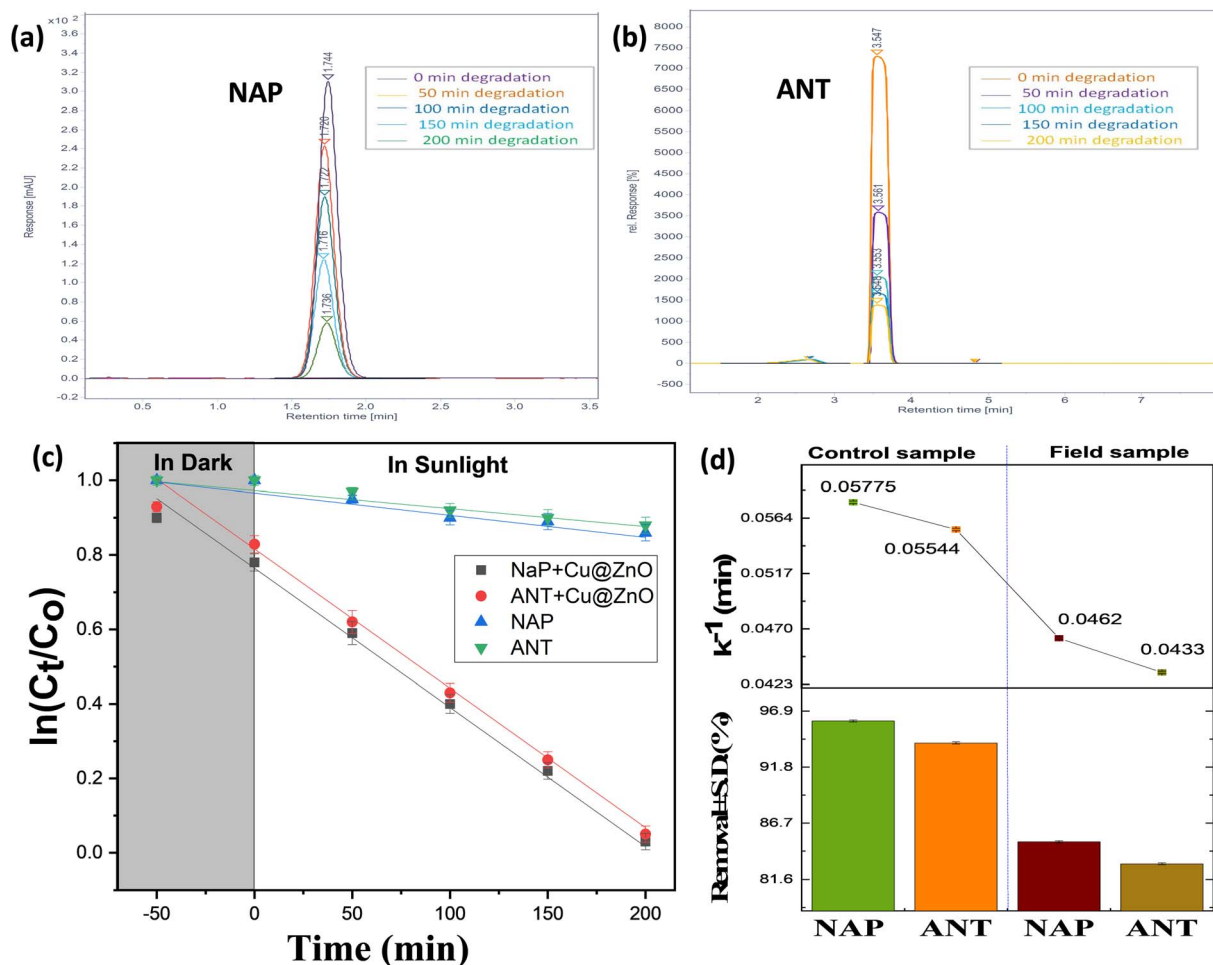 (a)
×10 2
3.6
3.4
3.2
3.0
2.8
2.6
2.4
2.2
2.0
1.8
1.6
1.4
1.2
1.0
0.8
0.6
0.4
0.2
0.0
-0.2
Response [mAU]
NAP
1.744
1.720
1.727
1.716
1.736
0 min degradation
50 min degradation
100 min degradation
150 min degradation
200 min degradation
0.5
1.0
1.5
2.0
2.5
3.0
3.5
Retention time [min]
(b)
8000
7500
7000
6500
6000
5500
5000
4500
4000
3500
3000
2500
2000
1500
1000
500
0
-500
rel. Response [%]
ANT
3.547
3.561
3.553
0 min degradation
50 min degradation
100 min degradation
150 min degradation
200 min degradation
2
3
4
5
6
7
Retention time [min]
(c)
In Dark
In Sunlight
1.0
0.8
0.6
0.4
0.2
0.0
ln(Ct/Co)
NaP+Cu@ZnO
ANT+Cu@ZnO
NAP
ANT
-50
0
50
100
150
200
Time (min)
(d)
Control sample
Field sample
0.05775
0.05544
0.0462
0.0433
0.0564
0.0517
0.0470
0.0423
k-1 (min)
96.9
91.8
86.7
81.6
Removal±S.D.(%)
NAP
ANT
NAP
ANT